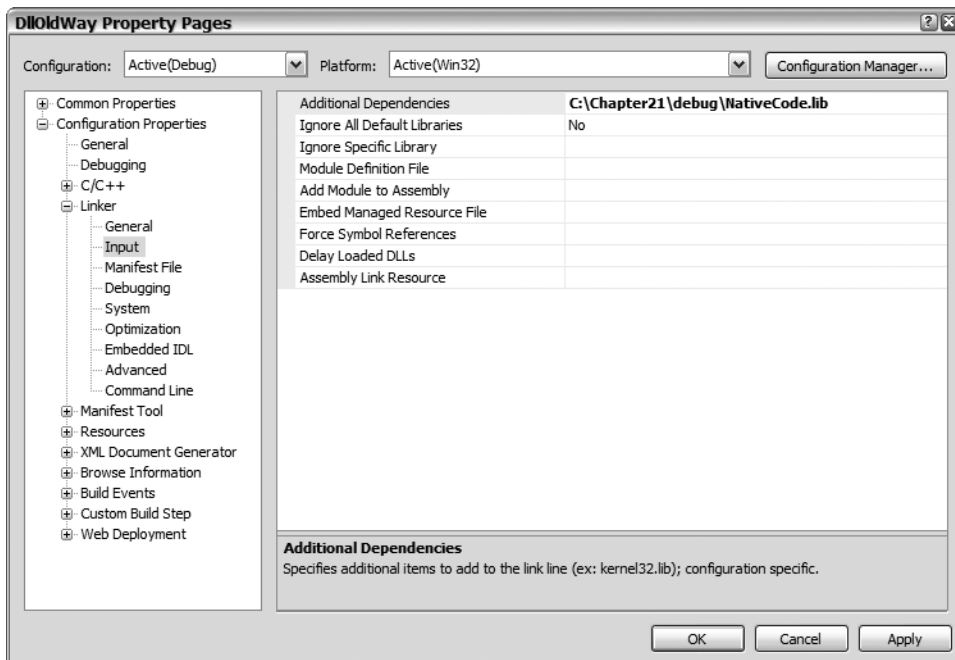 DllOldWay Property Pages
Configuration: Active(Debug) Platform: Active(Win32) Configuration Manager...
Common Properties
Configuration Properties
General
Debugging
C/C++
Linker
General
Input
Manifest File
Debugging
System
Optimization
Embedded IDL
Advanced
Command Line
Manifest Tool
Resources
XML Document Generator
Browse Information
Build Events
Custom Build Step
Web Deployment
Additional Dependencies C:\Chapter21\debug\NativeCode.lib
Ignore All Default Libraries No
Ignore Specific Library
Module Definition File
Add Module to Assembly
Embed Managed Resource File
Force Symbol References
Delay Loaded DLLs
Assembly Link Resource
Additional Dependencies
Specifies additional items to add to the link line (ex: kernel32.lib); configuration specific.
OK Cancel Apply